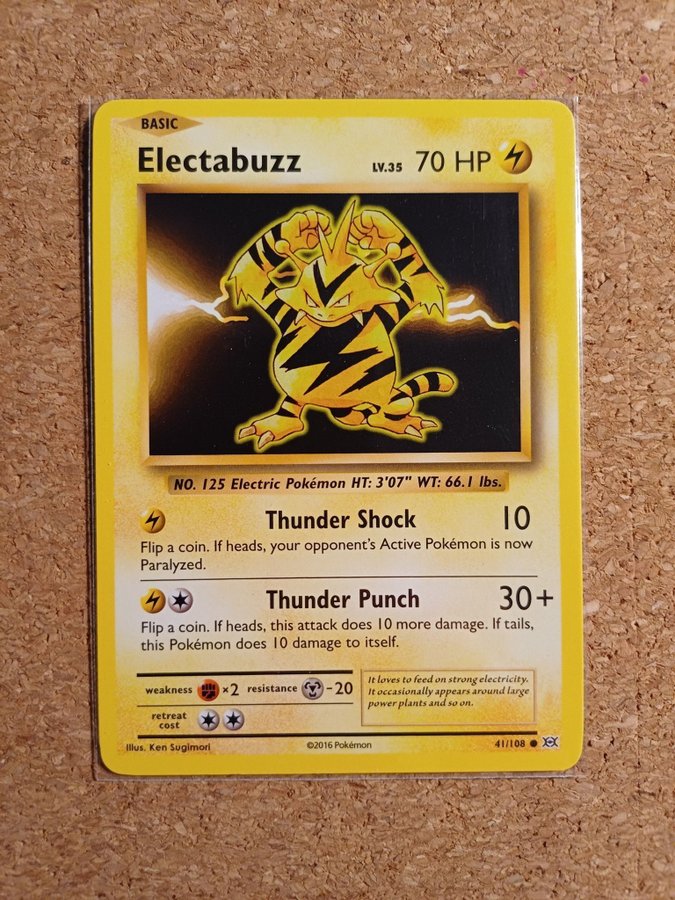 BASIC
Electabuzz LV.35 70 HP
NO. 125 Electric Pokémon HT: 3'07" WT: 66.1 lbs.
Thunder Shock 10
Flip a coin. If heads, your opponent's Active Pokémon is now
Paralyzed.
Thunder Punch 30+
Flip a coin. If heads, this attack does 10 more damage. If tails,
this Pokémon does 10 damage to itself.
weakness ×2 resistance -20
retreat
cost
It loves to feed on strong electricity.
It occasionally appears around large
power plants and so on.
Illus. Ken Sugimori ©2016 Pokémon 41/108